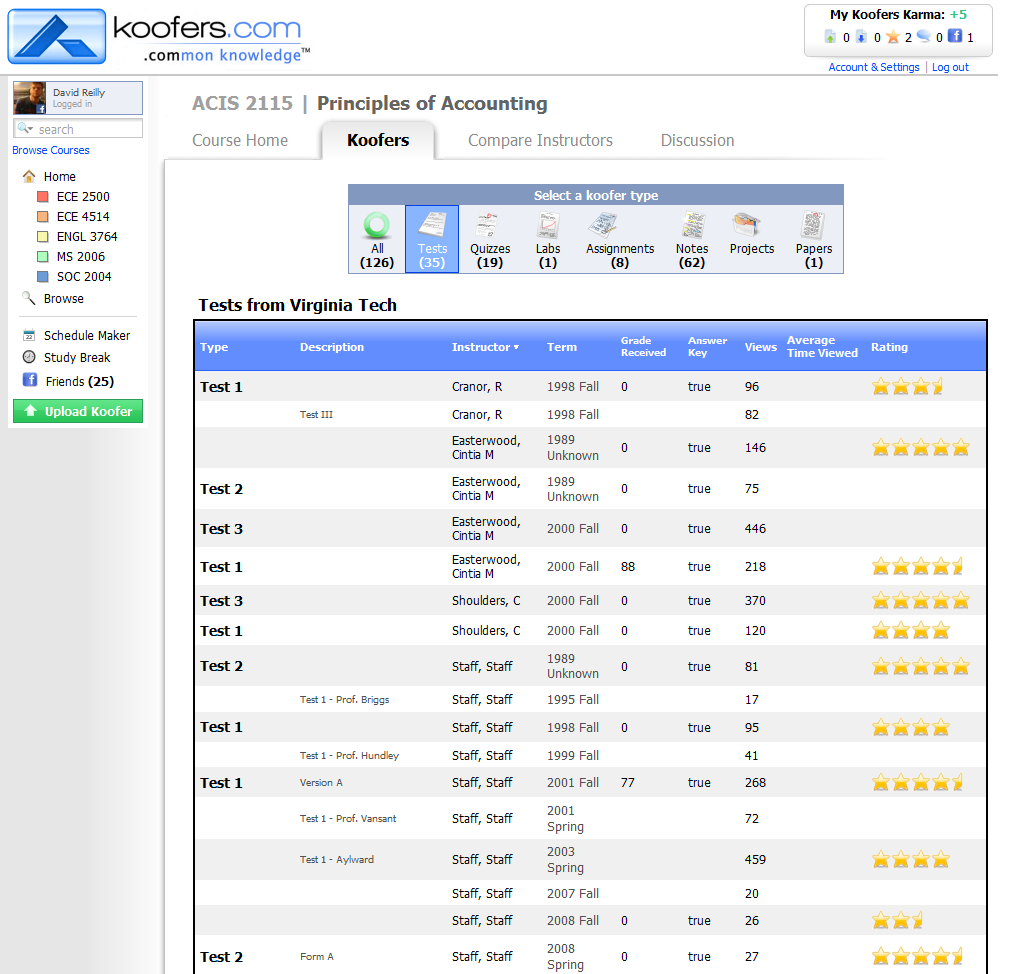 koofers.com
.common knowledge™
My Koofers Karma: +5
0 0 2 0 1
Account & Settings | Log out
David Reilly
Logged in
search
Browse Courses
Home
ECE 2500
ECE 4514
ENGL 3764
MS 2006
SOC 2004
Browse
Schedule Maker
Study Break
Friends (25)
Upload Koofer
ACIS 2115 | Principles of Accounting
Course Home Koofers Compare Instructors Discussion
Select a koofer type
All Tests Quizzes Labs Assignments Notes Projects Papers
(126) (35) (19) (1) (8) (62) (1)
Tests from Virginia Tech
Type Description Instructor Term Grade Received Answer Key Views Average Time Viewed Rating
Test 1 Cranor, R 1998 Fall 0 true 96
Test III Cranor, R 1998 Fall 82
Easterwood, Cintia M 1989 Unknown 0 true 146
Test 2 Easterwood, Cintia M 1989 Unknown 0 true 75
Test 3 Easterwood, Cintia M 2000 Fall 0 true 446
Test 1 Easterwood, Cintia M 2000 Fall 88 true 218
Test 3 Shoulders, C 2000 Fall 0 true 370
Test 1 Shoulders, C 2000 Fall 0 true 120
Test 2 Staff, Staff 1989 Unknown 0 true 81
Test 1 - Prof. Briggs Staff, Staff 1995 Fall 17
Test 1 Staff, Staff 1998 Fall 0 true 95
Test 1 - Prof. Hundley Staff, Staff 1999 Fall 41
Test 1 Version A Staff, Staff 2001 Fall 77 true 268
Test 1 - Prof. Vansant Staff, Staff 2001 Spring 72
Test 1 - Aylward Staff, Staff 2003 Spring 459
Staff, Staff 2007 Fall 20
Staff, Staff 2008 Fall 0 true 26
Test 2 Form A Staff, Staff 2008 Spring 0 true 27